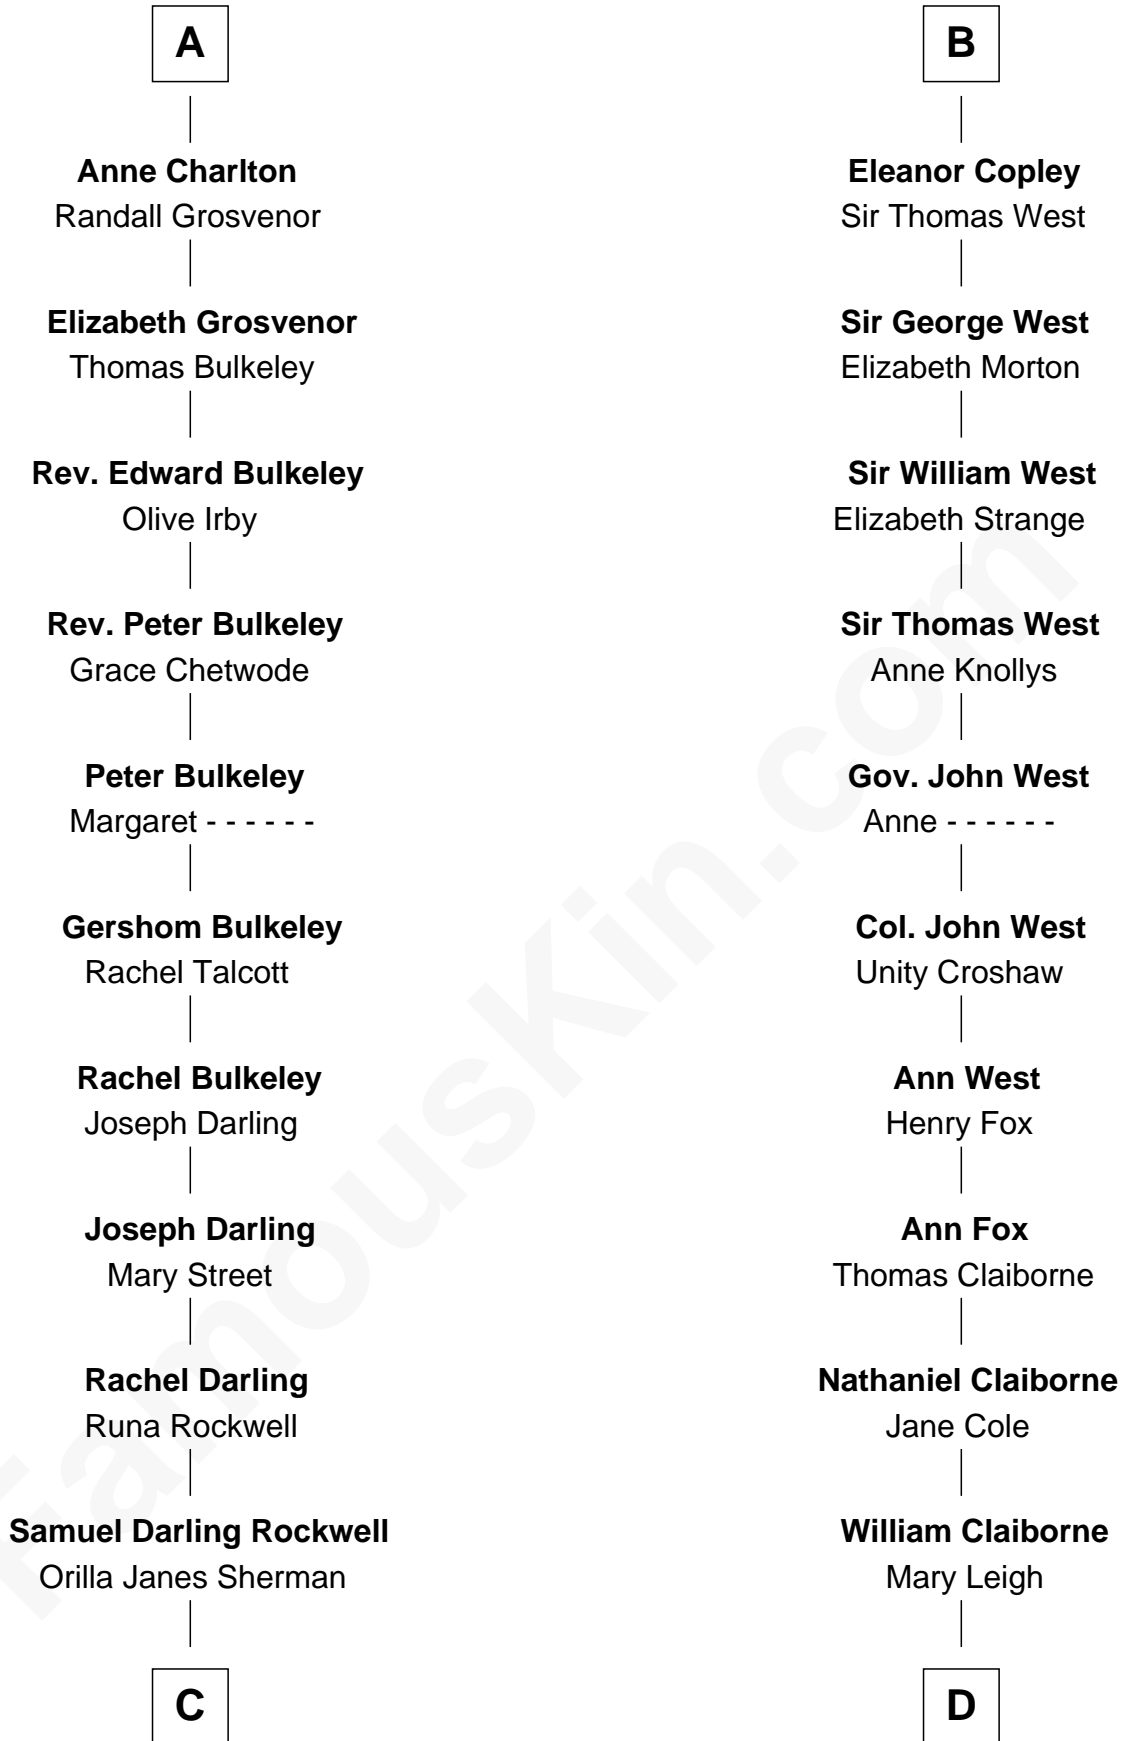 A
Anne Charlton
Randall Grosvenor
Elizabeth Grosvenor
Thomas Bulkeley
Rev. Edward Bulkeley
Olive Irby
Rev. Peter Bulkeley
Grace Chetwode
Peter Bulkeley
Margaret - - - - - -
Gershom Bulkeley
Rachel Talcott
Rachel Bulkeley
Joseph Darling
Joseph Darling
Mary Street
Rachel Darling
Runa Rockwell
Samuel Darling Rockwell
Orilla Janes Sherman
C
B
Eleanor Copley
Sir Thomas West
Sir George West
Elizabeth Morton
Sir William West
Elizabeth Strange
Sir Thomas West
Anne Knollys
Gov. John West
Anne - - - - - -
Col. John West
Unity Croshaw
Ann West
Henry Fox
Ann Fox
Thomas Claiborne
Nathaniel Claiborne
Jane Cole
William Claiborne
Mary Leigh
D
FamousKin.com